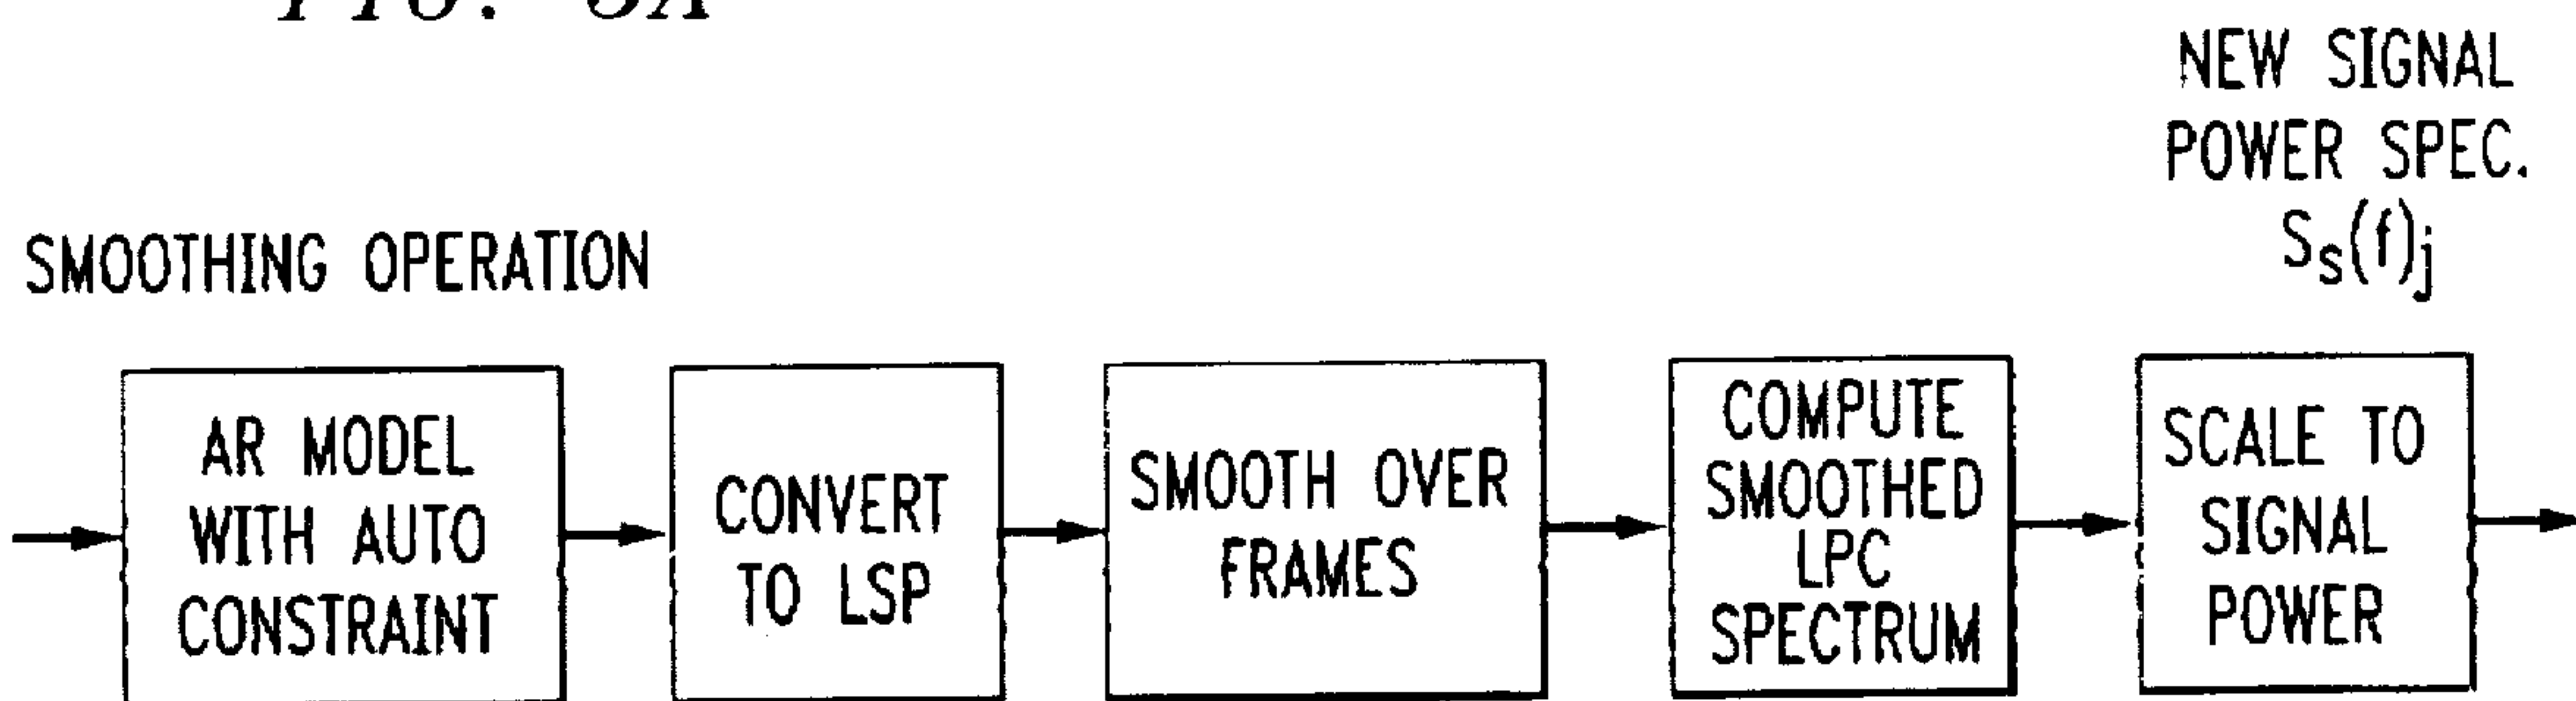 NEW SIGNAL
POWER SPEC.
Ss(f)j
SMOOTHING OPERATION
AR MODEL
WITH AUTO
CONSTRAINT
CONVERT
TO LSP
SMOOTH OVER
FRAMES
COMPUTE
SMOOTHED
LPC
SPECTRUM
SCALE TO
SIGNAL
POWER